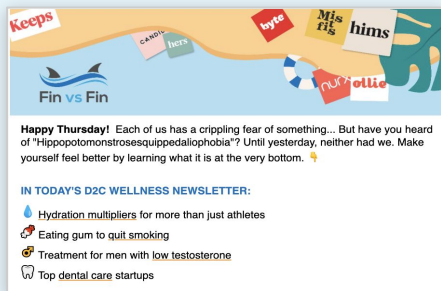 Keeps
CANDID
hers
byte
Mis
fits
hims
nurx
ollie
Fin vs Fin
Happy Thursday! Each of us has a crippling fear of something... But have you heard
of "Hippopotomonstrosesquippedaliophobia"? Until yesterday, neither had we. Make
yourself feel better by learning what it is at the very bottom. 👇
IN TODAY'S D2C WELLNESS NEWSLETTER:
Hydration multipliers for more than just athletes
Eating gum to quit smoking
Treatment for men with low testosterone
Top dental care startups